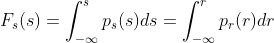 F_s(s) = \int_{-\infty}^{s} p_s(s)ds = \int_{-\infty}^{r} p_r(r)dr